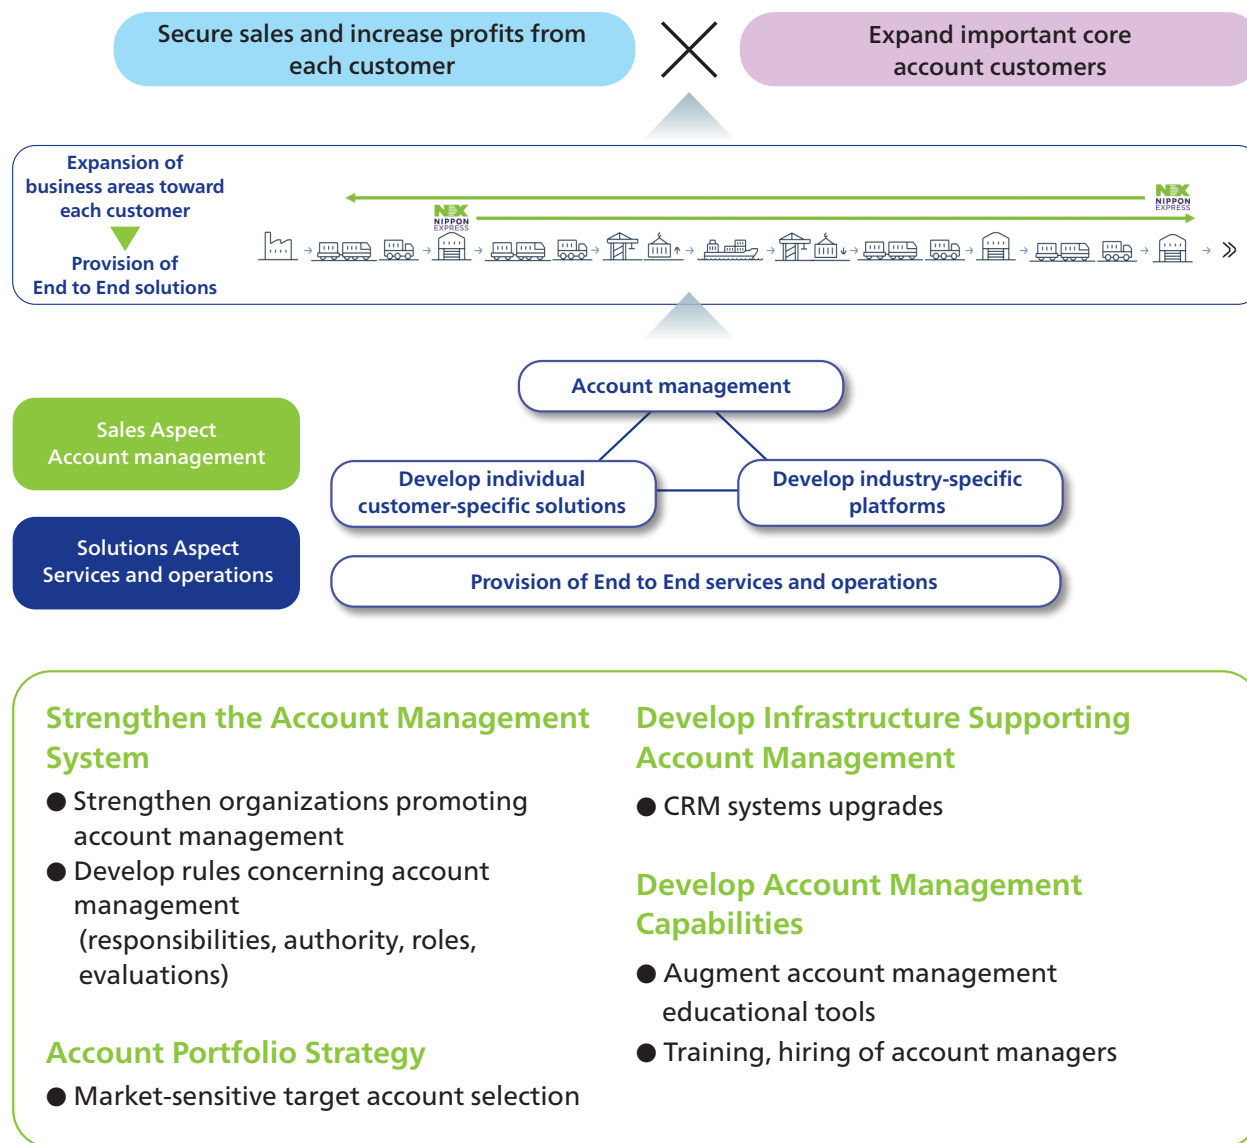 Secure sales and increase profits from
each customer
Expand important core
account customers
Expansion of
business areas toward
each customer
Provision of
End to End solutions
NX
NIPPON
EXPRESS
NX
NIPPON
EXPRESS
Account management
Sales Aspect
Account management
Develop individual
customer-specific solutions
Develop industry-specific
platforms
Solutions Aspect
Services and operations
Provision of End to End services and operations
Strengthen the Account Management
System
● Strengthen organizations promoting
account management
● Develop rules concerning account
management
(responsibilities, authority, roles,
evaluations)
Account Portfolio Strategy
● Market-sensitive target account selection
Develop Infrastructure Supporting
Account Management
● CRM systems upgrades
Develop Account Management
Capabilities
● Augment account management
educational tools
● Training, hiring of account managers